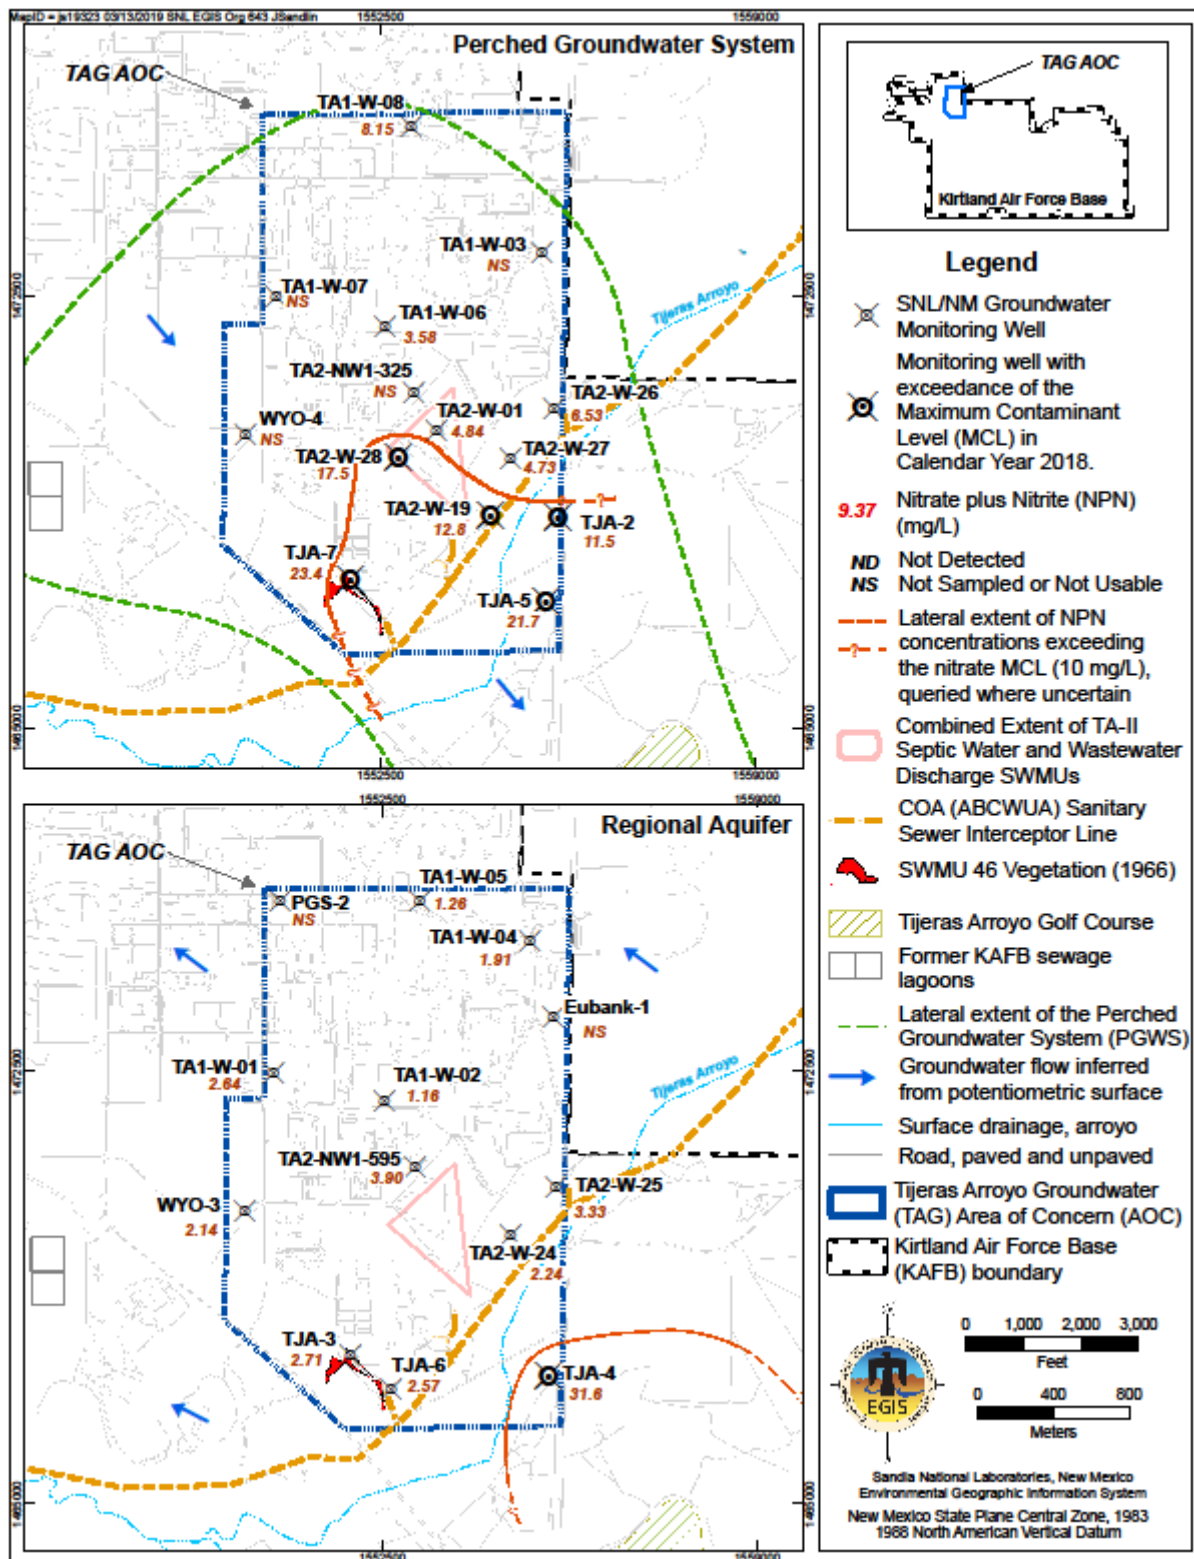 MapID = js19323 03/13/2019 SNL EGIS Org 643 JSandlin
1552500
1559000
Perched Groundwater System
TAG AOC
TA1-W-08
8.15
TA1-W-03
NS
TA1-W-07
NS
TA1-W-06
3.58
Tijeras Arroyo
TA2-NW1-325
NS
TA2-W-26
6.53
WYO-4
NS
TA2-W-01
4.84
TA2-W-28
17.5
TA2-W-27
4.73
TA2-W-19
12.8
TJA-2
11.5
TJA-7
23.4
TJA-5
21.7
?
1472500
1465000
1552500
1559000
Regional Aquifer
TAG AOC
TA1-W-05
1.26
PGS-2
NS
TA1-W-04
1.91
Eubank-1
NS
TA1-W-01
2.64
TA1-W-02
1.16
Tijeras Arroyo
TA2-NW1-595
3.90
TA2-W-25
3.33
WYO-3
2.14
TA2-W-24
2.24
TJA-3
2.71
TJA-6
2.57
TJA-4
31.6
1472500
1465000
1552500
1559000
TAG AOC
Kirtland Air Force Base
Legend
SNL/NM Groundwater
Monitoring Well
Monitoring well with
exceedance of the
Maximum Contaminant
Level (MCL) in
Calendar Year 2018.
9.37 Nitrate plus Nitrite (NPN)
(mg/L)
ND Not Detected
NS Not Sampled or Not Usable
Lateral extent of NPN
? concentrations exceeding
the nitrate MCL (10 mg/L),
queried where uncertain
Combined Extent of TA-II
Septic Water and Wastewater
Discharge SWMUs
COA (ABCWUA) Sanitary
Sewer Interceptor Line
SWMU 46 Vegetation (1966)
Tijeras Arroyo Golf Course
Former KAFB sewage
lagoons
Lateral extent of the Perched
Groundwater System (PGWS)
Groundwater flow inferred
from potentiometric surface
Surface drainage, arroyo
Road, paved and unpaved
Tijeras Arroyo Groundwater
(TAG) Area of Concern (AOC)
Kirtland Air Force Base
(KAFB) boundary
0 1,000 2,000 3,000
Feet
0 400 800
Meters
EGIS
Sandia National Laboratories, New Mexico
Environmental Geographic Information System
New Mexico State Plane Central Zone, 1983
1988 North American Vertical Datum